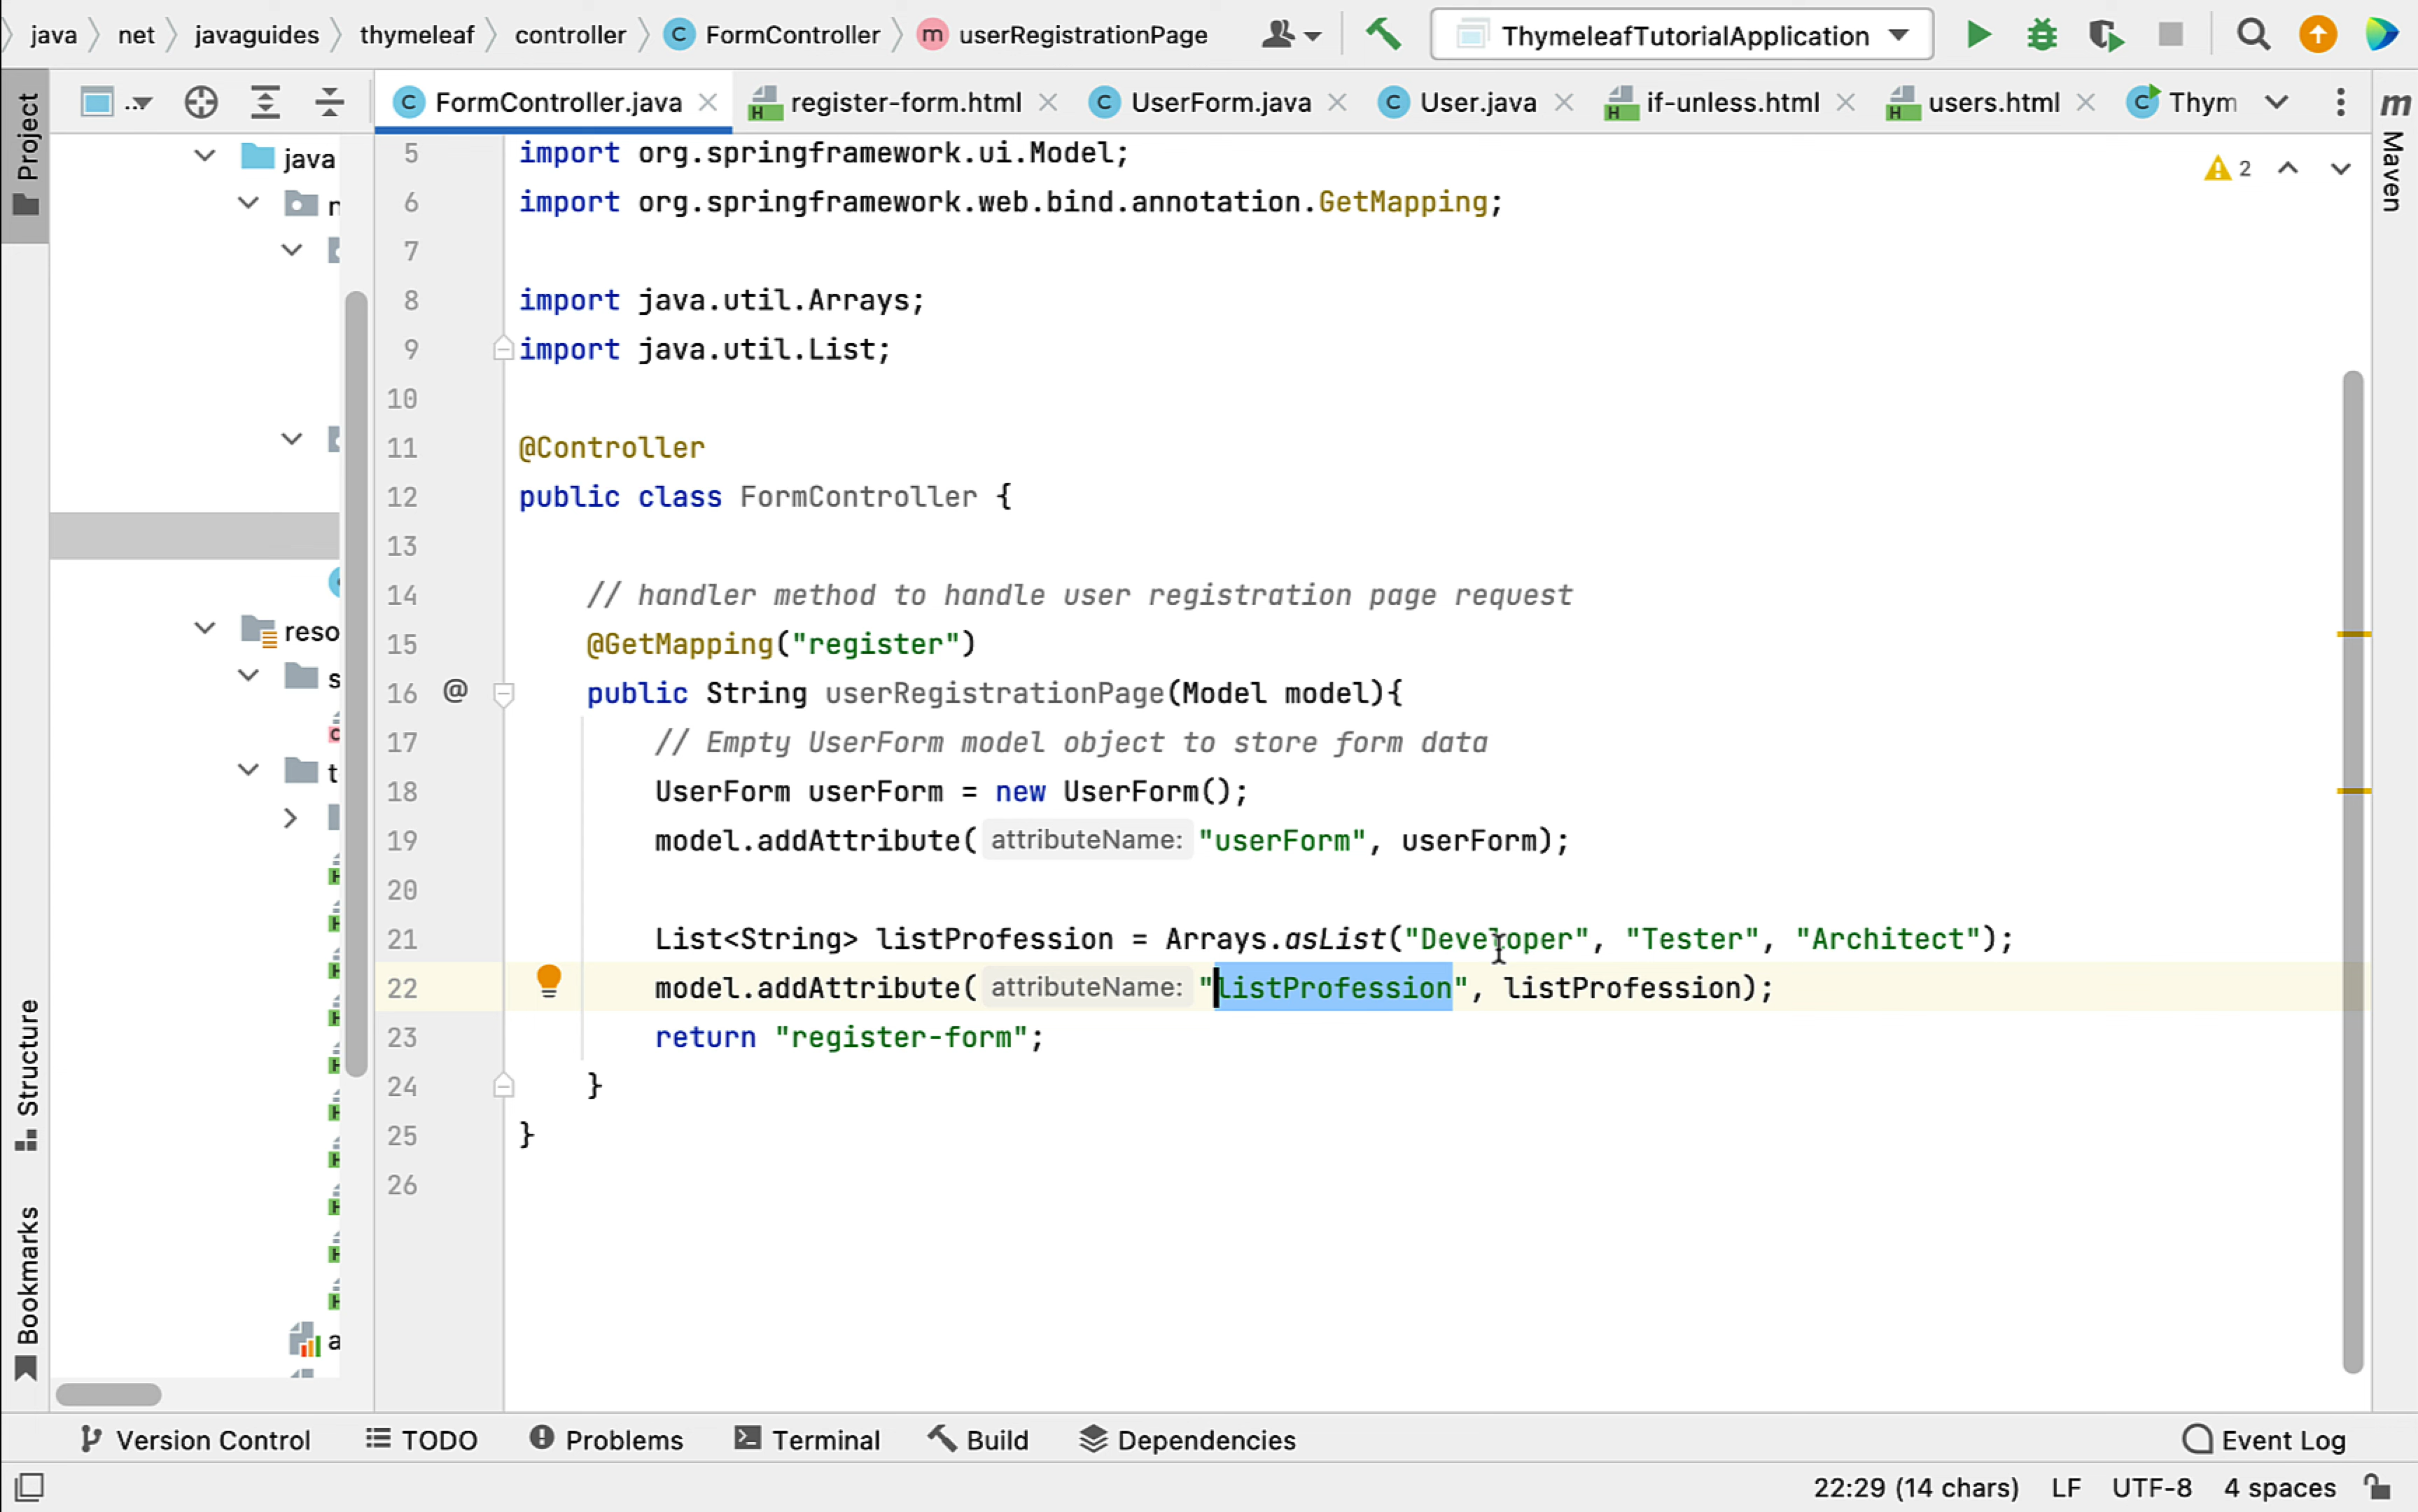 java net javaguides thymeleaf controller C FormController m userRegistrationPage ThymeleafTutorialApplication
Project
FormController.java register-form.html UserForm.java User.java if-unless.html users.html Thym
Maven
java
reso
s
t
a
2
5 import org.springframework.ui.Model;
6 import org.springframework.web.bind.annotation.GetMapping;
7
8 import java.util.Arrays;
9 import java.util.List;
10
11 @Controller
12 public class FormController {
13
14 // handler method to handle user registration page request
15 @GetMapping("register")
16 @ public String userRegistrationPage(Model model){
17 // Empty UserForm model object to store form data
18 UserForm userForm = new UserForm();
19 model.addAttribute( attributeName: "userForm", userForm);
20
21 List<String> listProfession = Arrays.asList("Developer", "Tester", "Architect");
22 model.addAttribute( attributeName: "listProfession", listProfession);
23 return "register-form";
24 }
25 }
26
Structure
Bookmarks
Version Control TODO Problems Terminal Build Dependencies Event Log
22:29 (14 chars) LF UTF-8 4 spaces